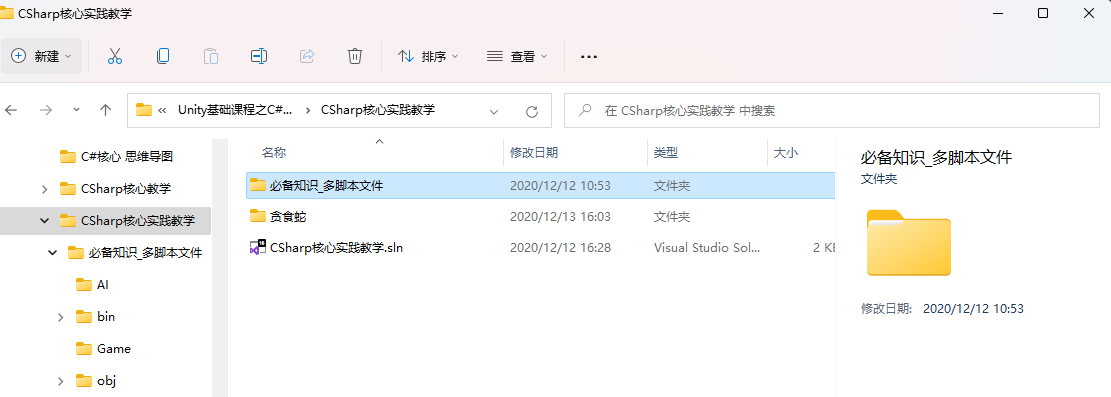 CSharp核心实践教学
新建 排序 查看
Unity基础课程之C#... CSharp核心实践教学 在 CSharp核心实践教学 中搜索
C#核心 思维导图
CSharp核心教学
CSharp核心实践教学
必备知识_多脚本文件
AI
bin
Game
obj
名称 修改日期 类型 大小
必备知识_多脚本文件 2020/12/12 10:53 文件夹
贪食蛇 2020/12/13 16:03 文件夹
CSharp核心实践教学.sln 2020/12/12 16:28 Visual Studio Sol... 2 KB
必备知识_多脚本文件
文件夹
修改日期: 2020/12/12 10:53